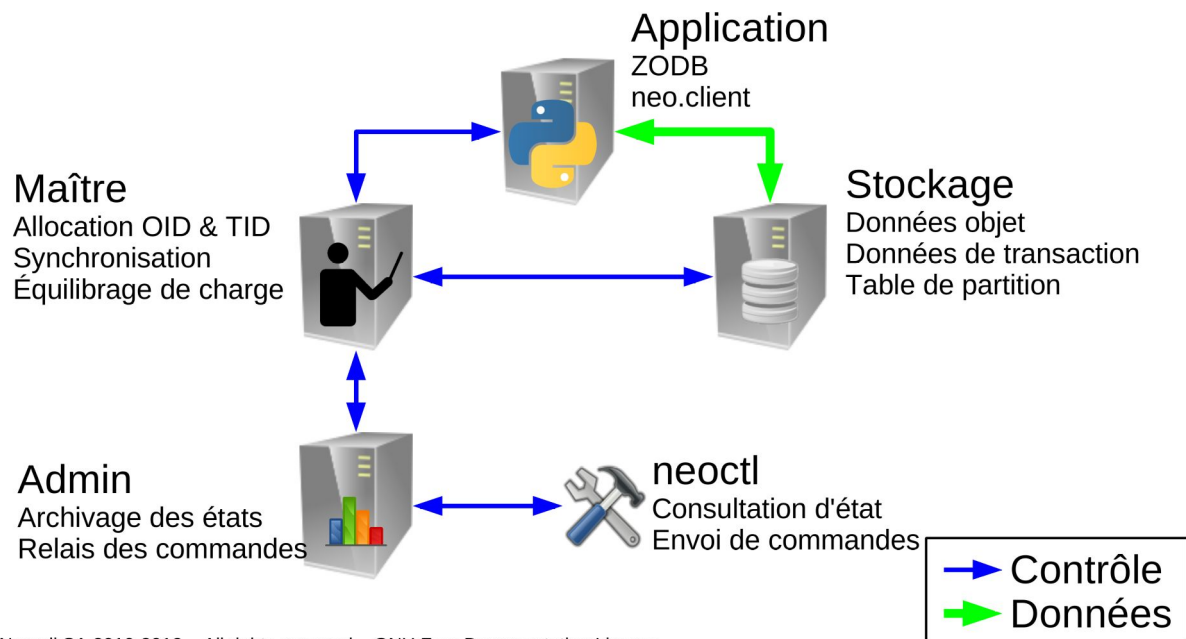 Application
ZODB
neo.client
Maître
Allocation OID & TID
Synchronisation
Équilibrage de charge
Stockage
Données objet
Données de transaction
Table de partition
Admin
Archivage des états
Relais des commandes
neoctl
Consultation d'état
Envoi de commandes
Contrôle
Données